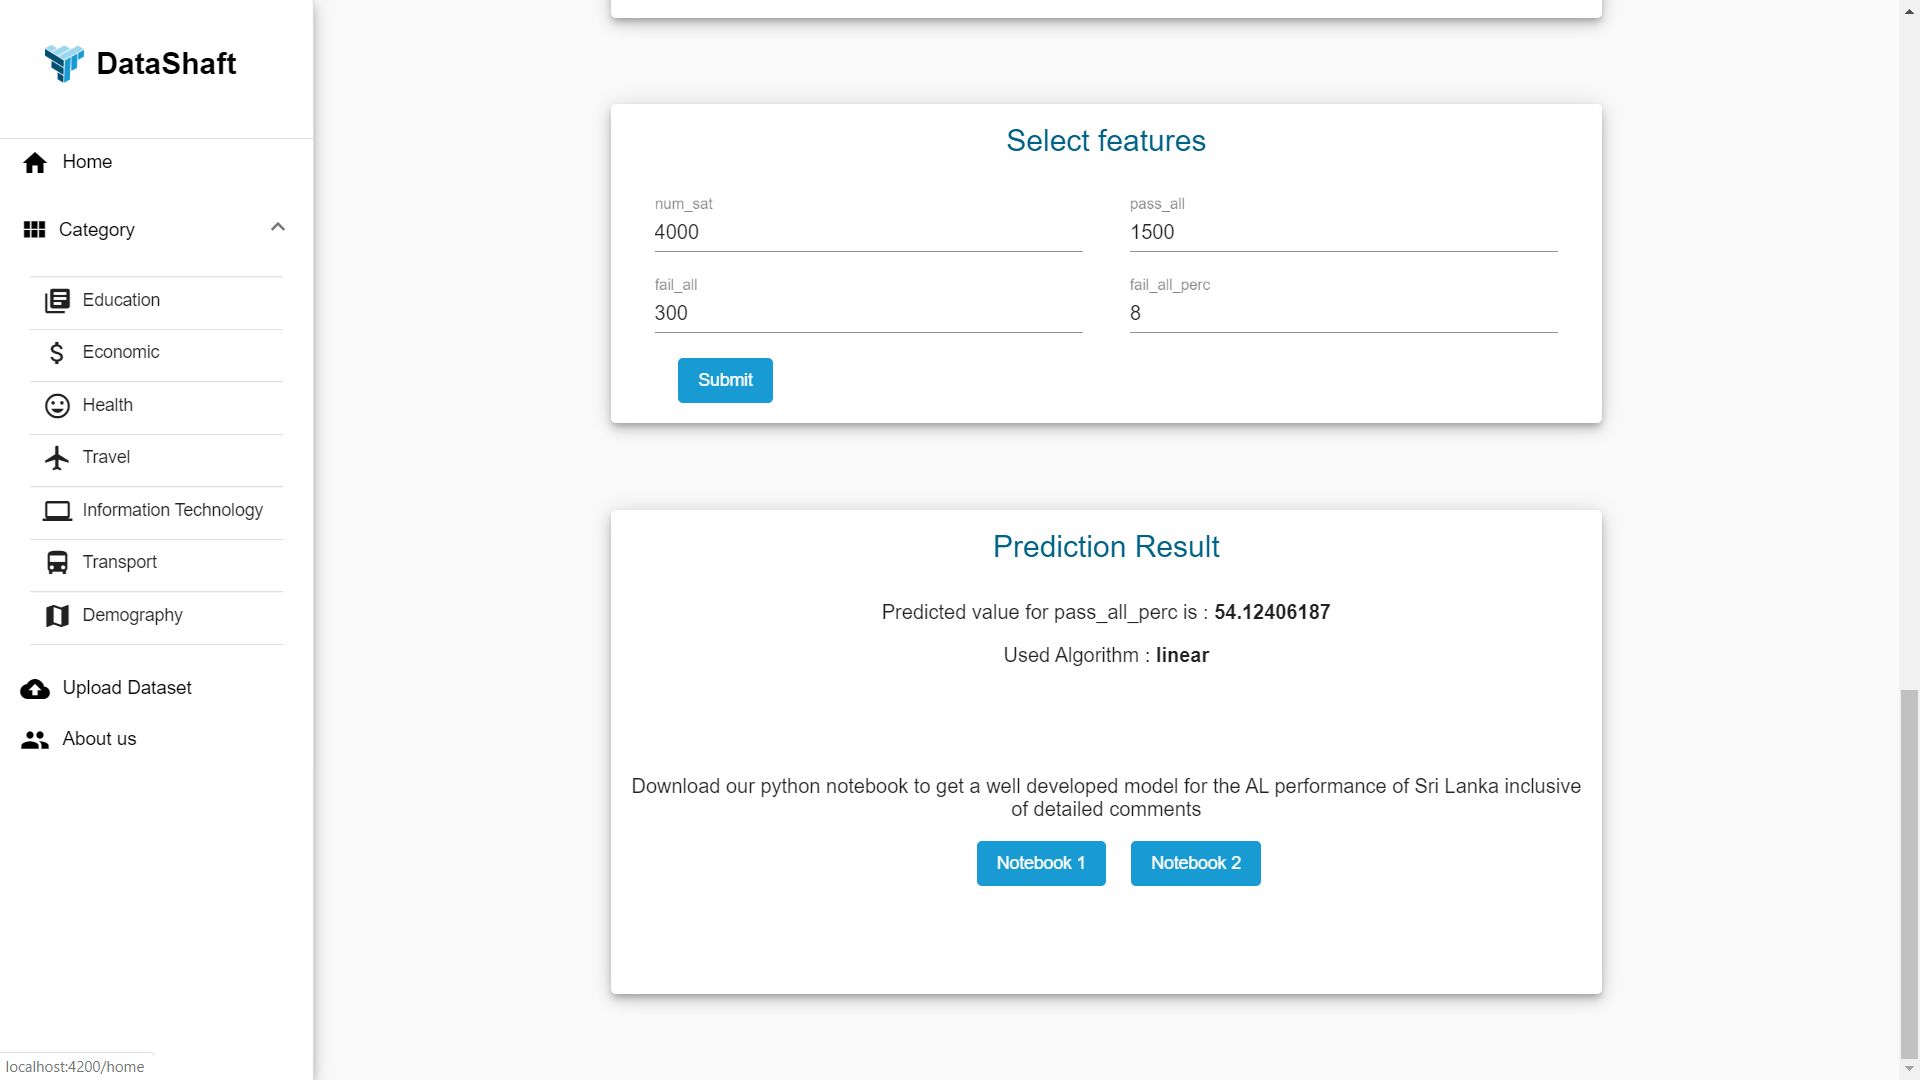 DataShaft
Home
Category
Education
Economic
Health
Travel
Information Technology
Transport
Demography
Upload Dataset
About us
Select features
num_sat
4000
pass_all
1500
fail_all
300
fail_all_perc
8
Submit
Prediction Result
Predicted value for pass_all_perc is : 54.12406187
Used Algorithm : linear
Download our python notebook to get a well developed model for the AL performance of Sri Lanka inclusive
of detailed comments
Notebook 1
Notebook 2
localhost:4200/home